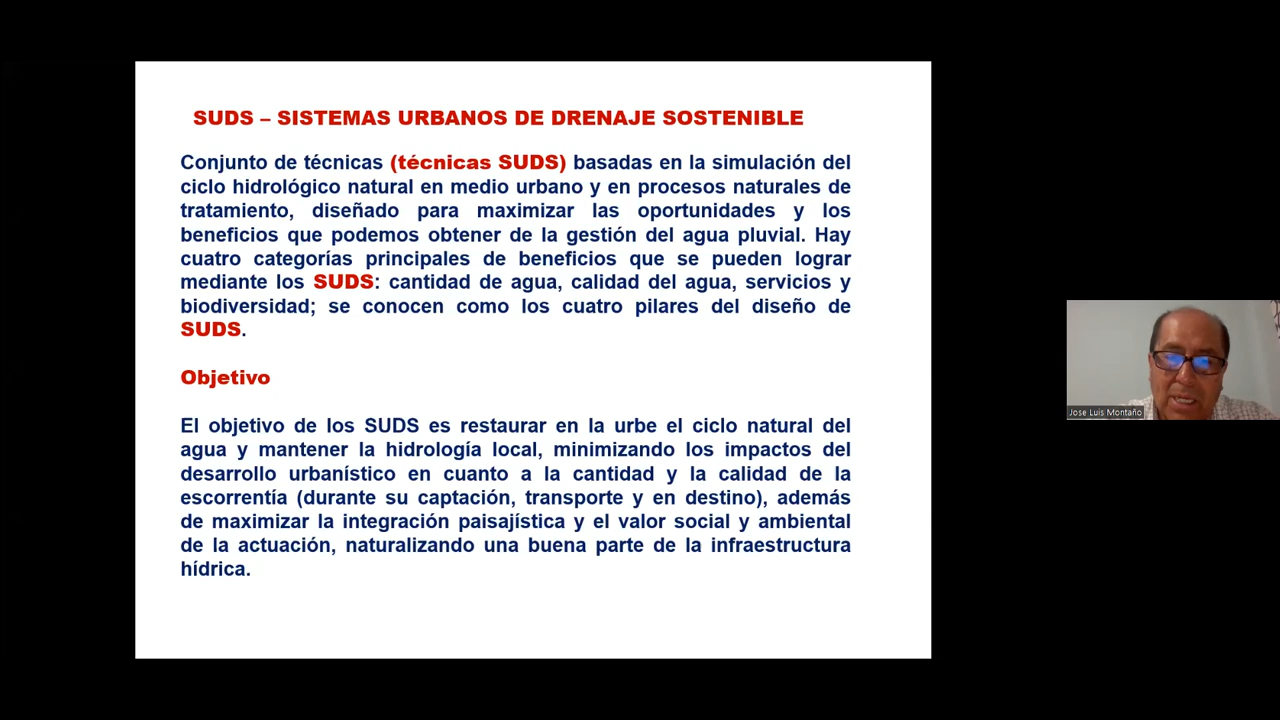 SUDS – SISTEMAS URBANOS DE DRENAJE SOSTENIBLE
Conjunto de técnicas (técnicas SUDS) basadas en la simulación del
ciclo hidrológico natural en medio urbano y en procesos naturales de
tratamiento, diseñado para maximizar las oportunidades y los
beneficios que podemos obtener de la gestión del agua pluvial. Hay
cuatro categorías principales de beneficios que se pueden lograr
mediante los SUDS: cantidad de agua, calidad del agua, servicios y
biodiversidad; se conocen como los cuatro pilares del diseño de
SUDS.
Objetivo
El objetivo de los SUDS es restaurar en la urbe el ciclo natural del
agua y mantener la hidrología local, minimizando los impactos del
desarrollo urbanístico en cuanto a la cantidad y la calidad de la
escorrentía (durante su captación, transporte y en destino), además
de maximizar la integración paisajística y el valor social y ambiental
de la actuación, naturalizando una buena parte de la infraestructura
hídrica.
Jose Luis Montaño